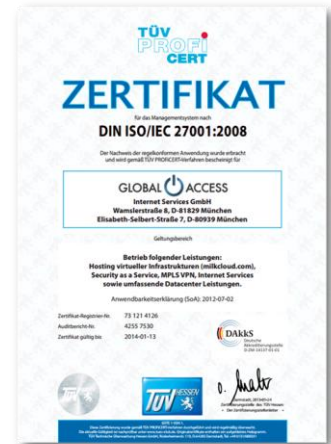 TÜV
PROFI
CERT
ZERTIFIKAT
für das Managementsystem nach
DIN ISO/IEC 27001:2008
Der Nachweis der regelkonformen Anwendung wurde erbracht
und wird gemäß TÜV PROFICERT-Verfahren bescheinigt für
GLOBAL ACCESS
Internet Services GmbH
Wamslerstraße 8, D-81829 München
Elisabeth-Selbert-Straße 7, D-80939 München
Geltungsbereich
Betrieb folgender Leistungen:
Hosting virtueller Infrastrukturen (milkcloud.com),
Security as a Service, MPLS VPN, Internet Services
sowie umfassende Datacenter Leistungen.
Anwendbarkeitserklärung (SoA): 2012-07-02
Zertifikat-Registrier-Nr. 73 121 4126
Auditbericht-Nr. 4255 7530
Zertifikat gültig bis 2014-01-13
DAkkS
Deutsche
Akkreditierungsstelle
TÜV HESSEN